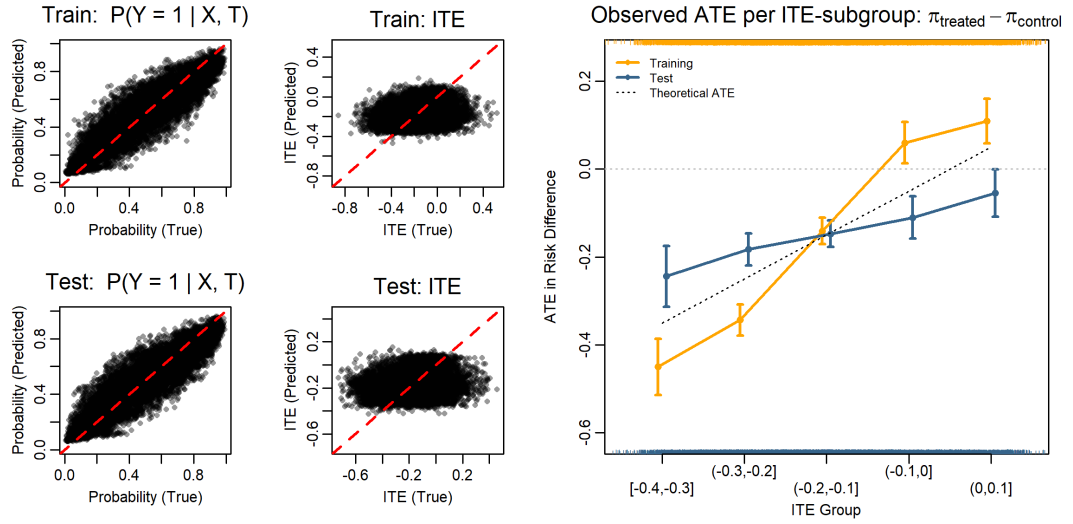 Train: P(Y = 1 | X, T)
Probability (Predicted)
0.0 0.4 0.8
0.0 0.4 0.8
Probability (True)
Train: ITE
ITE (Predicted)
-0.8 -0.4 0.0 0.4
-0.8 -0.4 0.0 0.4
ITE (True)
Test: P(Y = 1 | X, T)
Probability (Predicted)
0.0 0.4 0.8
0.0 0.4 0.8
Probability (True)
Test: ITE
ITE (Predicted)
-0.6 -0.2 0.2
-0.6 -0.2 0.2
ITE (True)
Observed ATE per ITE-subgroup: πtreated − πcontrol
Training
Test
Theoretical ATE
ATE in Risk Difference
-0.6 -0.4 -0.2 0.0 0.2
[-0.4,-0.3] (-0.3,-0.2] (-0.2,-0.1] (-0.1,0] (0,0.1]
ITE Group